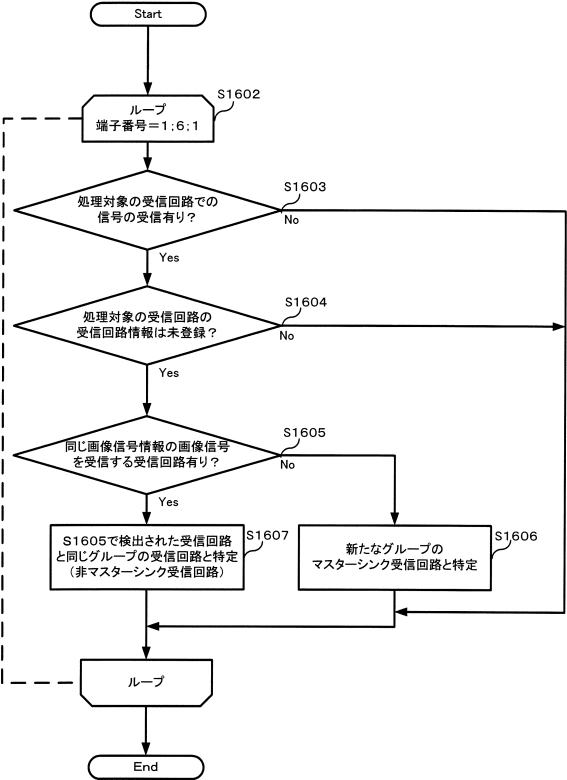 Start
S1602
ループ
端子番号＝1；6；1
S1603
処理対象の受信回路での
信号の受信有り？
No
Yes
S1604
処理対象の受信回路の
受信回路情報は未登録？
No
Yes
S1605
同じ画像信号情報の画像信号
を受信する受信回路有り？
No
Yes
S1607
S1605で検出された受信回路
と同じグループの受信回路と特定
（非マスターシンク受信回路）
S1606
新たなグループの
マスターシンク受信回路と特定
ループ
End